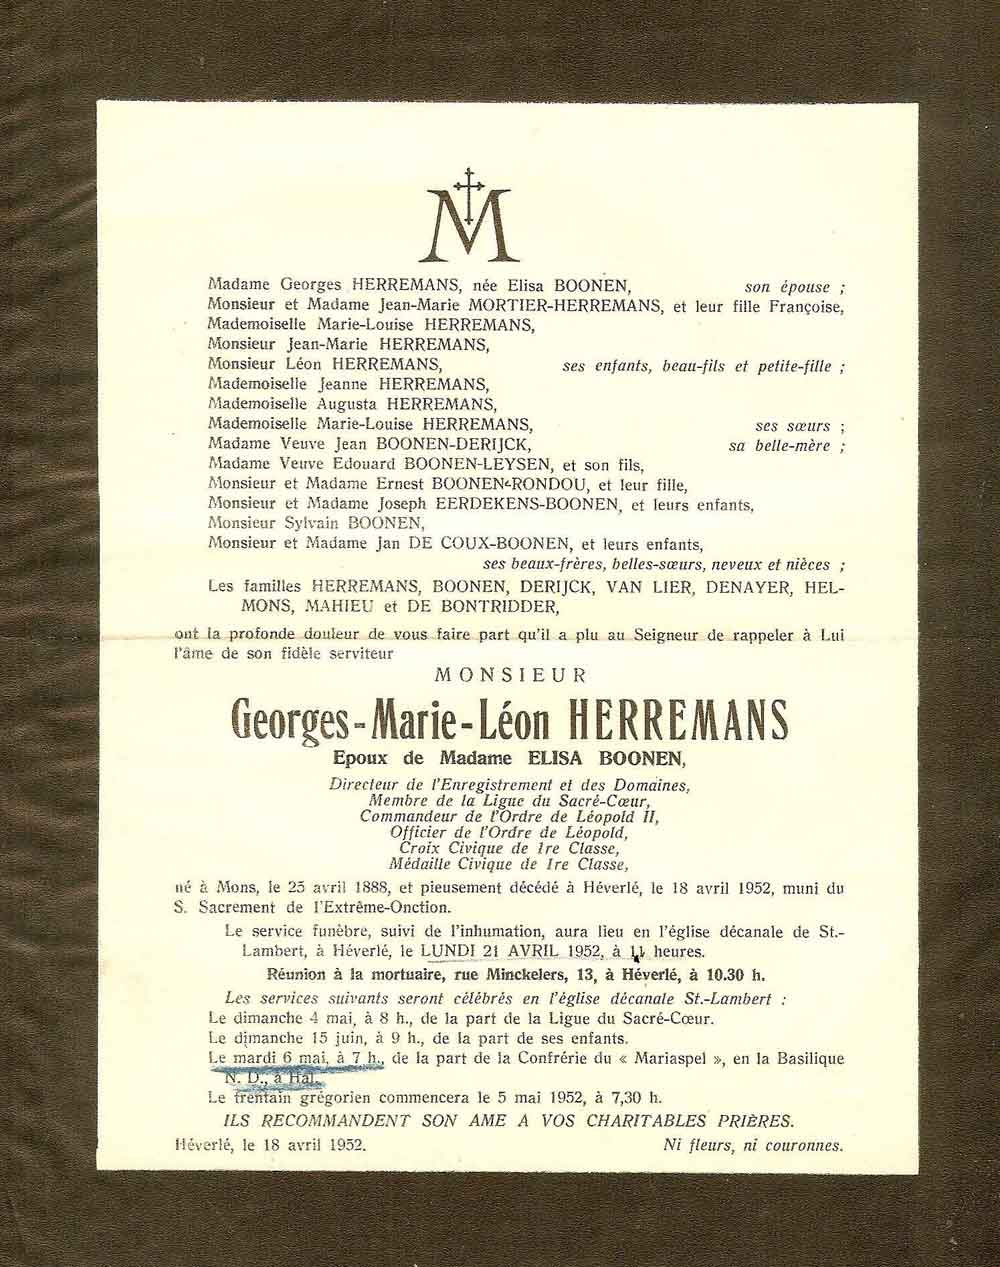 M
Madame Georges HERREMANS, née Elisa BOONEN, son épouse ;
Monsieur et Madame Jean-Marie MORTIER-HERREMANS, et leur fille Françoise,
Mademoiselle Marie-Louise HERREMANS,
Monsieur Jean-Marie HERREMANS,
Monsieur Léon HERREMANS, ses enfants, beau-fils et petite-fille ;
Mademoiselle Jeanne HERREMANS,
Mademoiselle Augusta HERREMANS,
Mademoiselle Marie-Louise HERREMANS, ses sœurs ;
Madame Veuve Jean BOONEN-DERIJCK, sa belle-mère ;
Madame Veuve Edouard BOONEN-LEYSEN, et son fils,
Monsieur et Madame Ernest BOONEN-RONDOU, et leur fille,
Monsieur et Madame Joseph EERDEKENS-BOONEN, et leurs enfants,
Monsieur Sylvain BOONEN,
Monsieur et Madame Jan DE COUX-BOONEN, et leurs enfants,
ses beaux-frères, belles-sœurs, neveux et nièces ;
Les familles HERREMANS, BOONEN, DERIJCK, VAN LIER, DENAYER, HEL-
MONS, MAHIEU et DE BONTRIDDER,
ont la profonde douleur de vous faire part qu'il a plu au Seigneur de rappeler à Lui
l'âme de son fidèle serviteur
MONSIEUR
Georges-Marie-Léon HERREMANS
Epoux de Madame ELISA BOONEN,
Directeur de l'Enregistrement et des Domaines,
Membre de la Ligue du Sacré-Cœur,
Commandeur de l'Ordre de Léopold II,
Officier de l'Ordre de Léopold,
Croix Civique de 1re Classe,
Médaille Civique de 1re Classe,
né à Mons, le 25 avril 1888, et pieusement décédé à Héverlé, le 18 avril 1952, muni du
S. Sacrement de l'Extrême-Onction.
Le service funèbre, suivi de l'inhumation, aura lieu en l'église décanale de St.-
Lambert, à Héverlé, le LUNDI 21 AVRIL 1952, à 11 heures.
Réunion à la mortuaire, rue Minckelers, 13, à Héverlé, à 10.30 h.
Les services suivants seront célébrés en l'église décanale St.-Lambert :
Le dimanche 4 mai, à 8 h., de la part de la Ligue du Sacré-Cœur.
Le dimanche 15 juin, à 9 h., de la part de ses enfants.
Le mardi 6 mai, à 7 h., de la part de la Confrérie du « Mariaspel », en la Basilique
N. D., à Hal.
Le trentain grégorien commencera le 5 mai 1952, à 7,30 h.
ILS RECOMMANDENT SON AME A VOS CHARITABLES PRIÈRES.
Héverlé, le 18 avril 1952. Ni fleurs, ni couronnes.